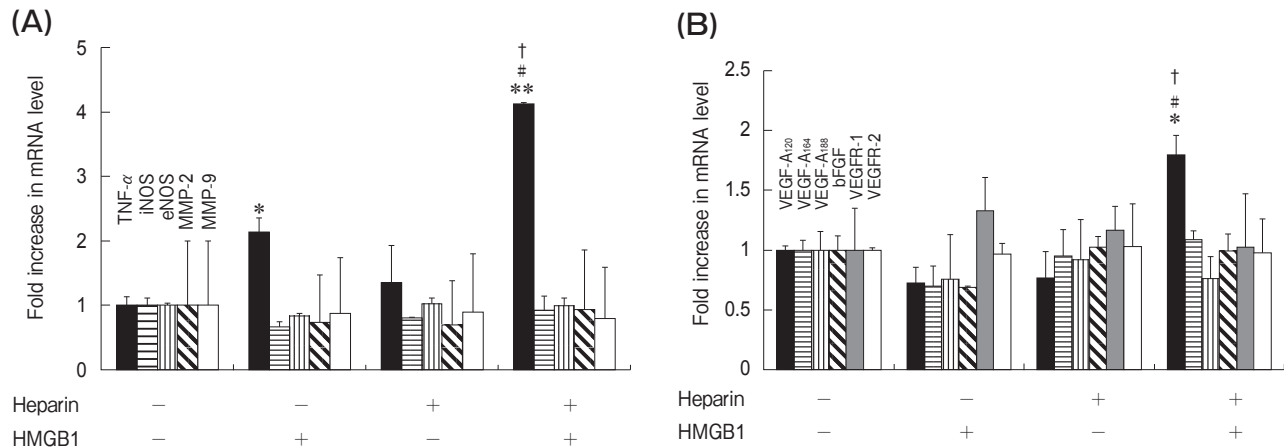 (A)
Fold increase in mRNA level
5
4
3
2
1
0
TNF-α
iNOS
eNOS
MMP-2
MMP-9
*
†
#
**
Heparin − − + +
HMGB1 − + − +
(B)
Fold increase in mRNA level
2.5
2
1.5
1
0.5
0
VEGF-A120
VEGF-A164
VEGF-A188
bFGF
VEGFR-1
VEGFR-2
†
#
*
Heparin − − + +
HMGB1 − + − +